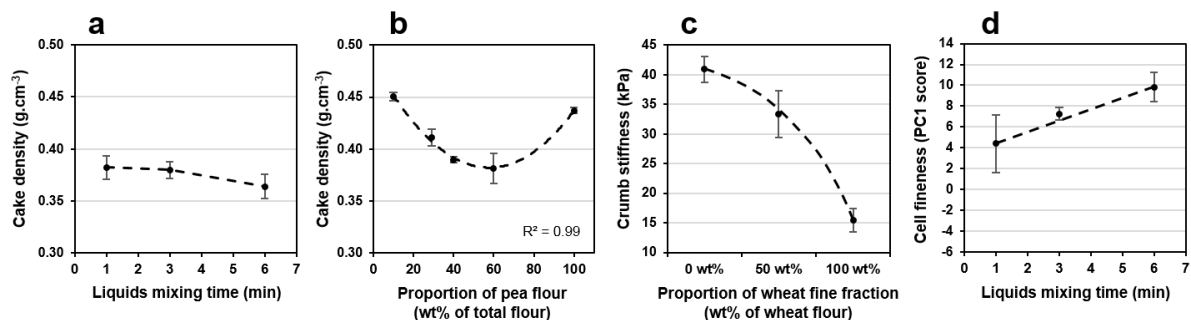 a
0.50
0.45
0.40
0.35
0.30
Cake density (g.cm⁻³)
0 1 2 3 4 5 6 7
Liquids mixing time (min)
b
0.50
0.45
0.40
0.35
0.30
Cake density (g.cm⁻³)
R² = 0.99
0 20 40 60 80 100
Proportion of pea flour
(wt% of total flour)
c
45
40
35
30
25
20
15
10
Crumb stiffness (kPa)
0 wt% 50 wt% 100 wt%
Proportion of wheat fine fraction
(wt% of wheat flour)
d
14
12
10
8
6
4
2
0
-2
-4
-6
Cell fineness (PC1 score)
0 1 2 3 4 5 6 7
Liquids mixing time (min)